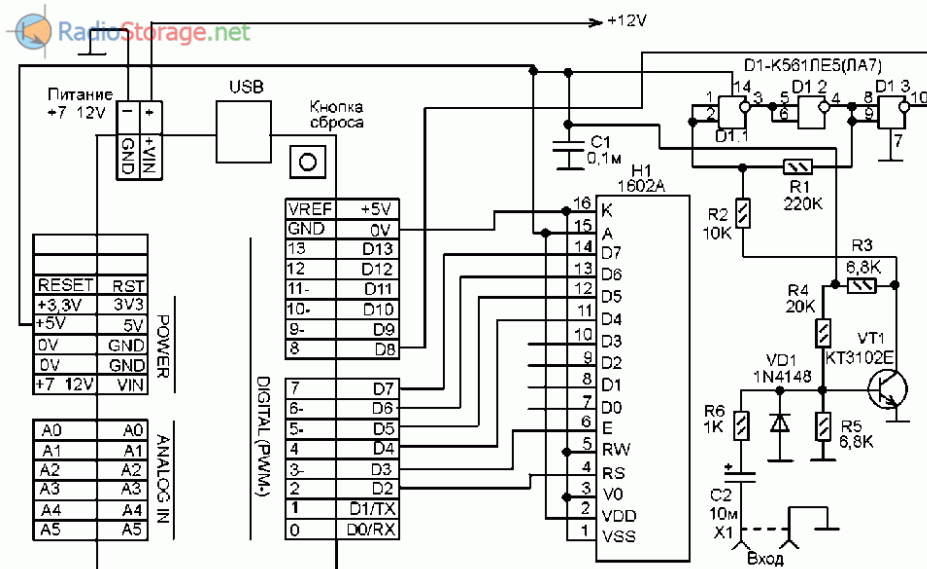 RadioStorage.net
+12V
Питание
+7 12V
- +
GND +VIN
USB
Кнопка
сброса
D1-К561ЛЕ5(ЛА7)
14
1
2
3
D1.1
D1 2
5
6
4
D1 3
8
9
10
7
C1
0,1м
R1
220K
R2
10K
R3
6,8K
R4
20K
VT1
KT3102E
VD1
1N4148
R6
1K
R5
6,8K
C2
10м
+
X1
Вход
H1
1602A
16 K
15 A
14 D7
13 D6
12 D5
11 D4
10 D3
9 D2
8 D1
7 D0
6 E
5 RW
4 RS
3 V0
2 VDD
1 VSS
VREF +5V
GND 0V
13 D13
12 D12
11- D11
10- D10
9- D9
8 D8
7 D7
6- D6
5- D5
4 D4
3- D3
2 D2
1 D1/TX
0 D0/RX
DIGITAL (PWM-)
RESET RST
+3,3V 3V3
+5V 5V
0V GND
0V GND
+7 12V VIN
POWER
A0 A0
A1 A1
A2 A2
A3 A3
A4 A4
A5 A5
ANALOG IN